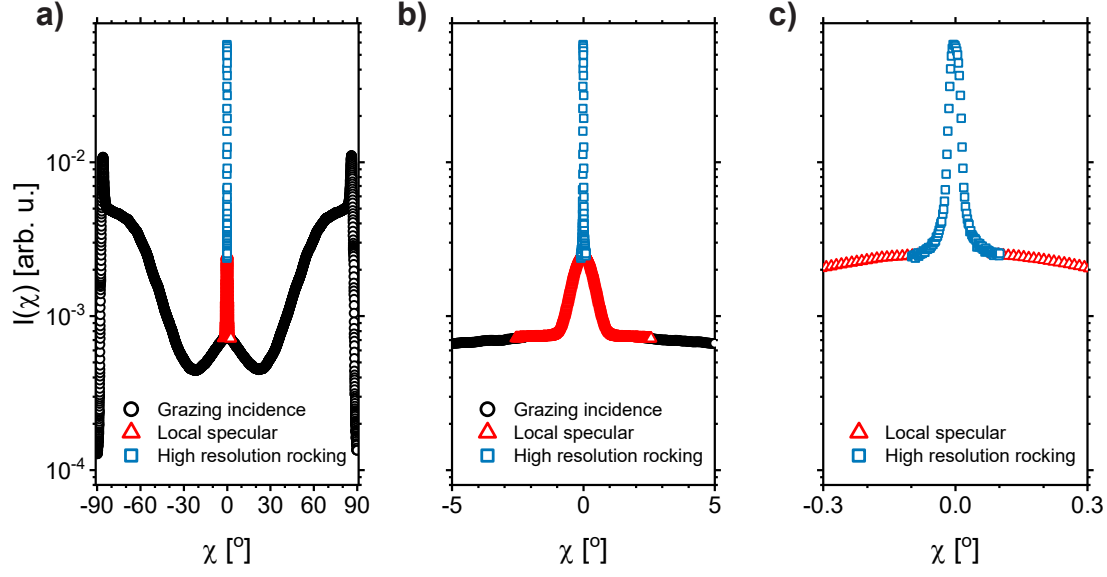 a)
b)
c)
I(χ) [arb. u.]
10⁻²
10⁻³
10⁻⁴
Grazing incidence
Local specular
High resolution rocking
-90 -60 -30 0 30 60 90
χ [º]
Grazing incidence
Local specular
High resolution rocking
-5 0 5
χ [º]
Local specular
High resolution rocking
-0.3 0.0 0.3
χ [º]